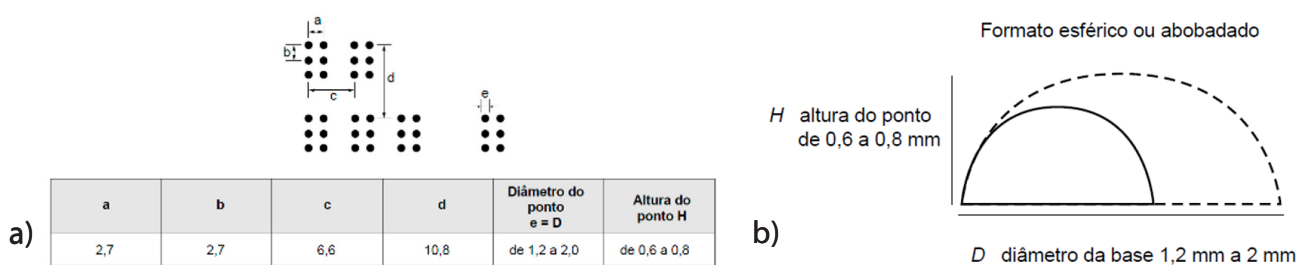 a
b
d
c
e
a b c d Diâmetro do ponto e = D Altura do ponto H
2,7 2,7 6,6 10,8 de 1,2 a 2,0 de 0,6 a 0,8
a)
Formato esférico ou abobadado
H altura do ponto
de 0,6 a 0,8 mm
D diâmetro da base 1,2 mm a 2 mm
b)